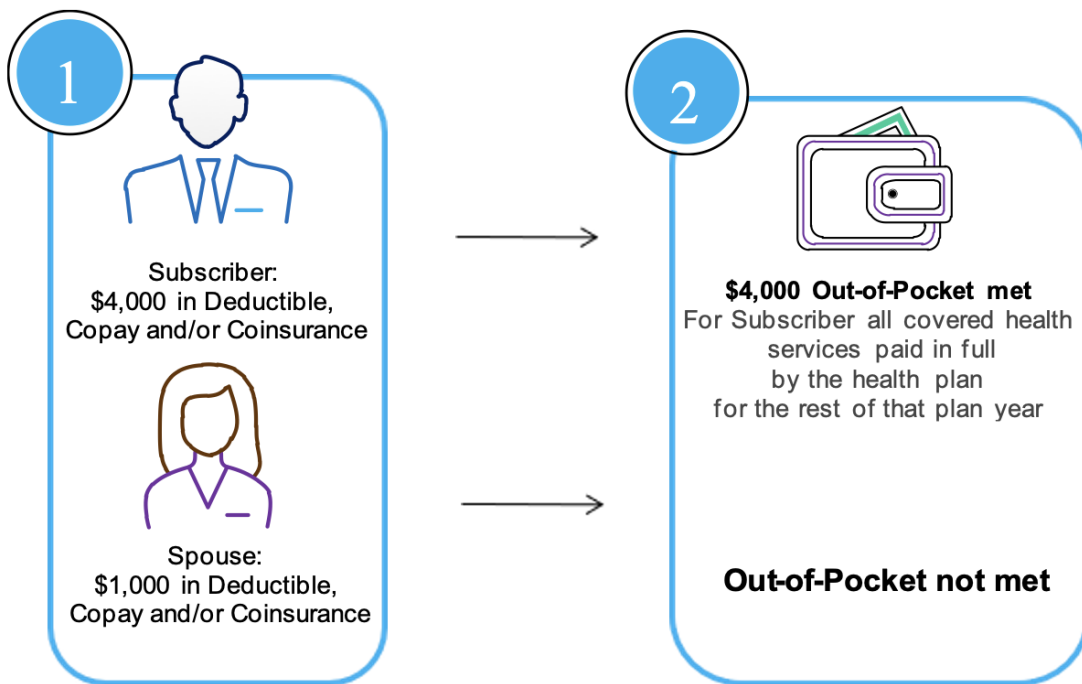 1
Subscriber:
$4,000 in Deductible,
Copay and/or Coinsurance
Spouse:
$1,000 in Deductible,
Copay and/or Coinsurance
2
$4,000 Out-of-Pocket met
For Subscriber all covered health
services paid in full
by the health plan
for the rest of that plan year
Out-of-Pocket not met